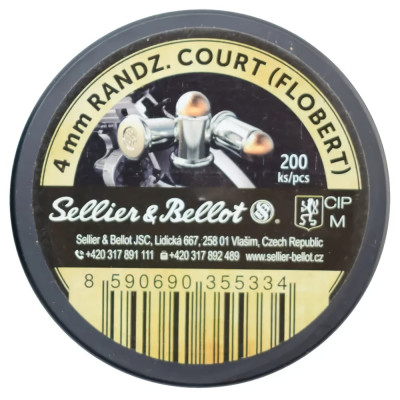 4 mm RANDZ. COURT (FLOBERT)
200
ks/pcs
Sellier & Bellot S B ®
CIP
M
Sellier & Bellot JSC, Lidická 667, 258 01 Vlašim, Czech Republic
+420 317 891 111 +420 317 892 489 www.sellier-bellot.cz
8 590690 355334